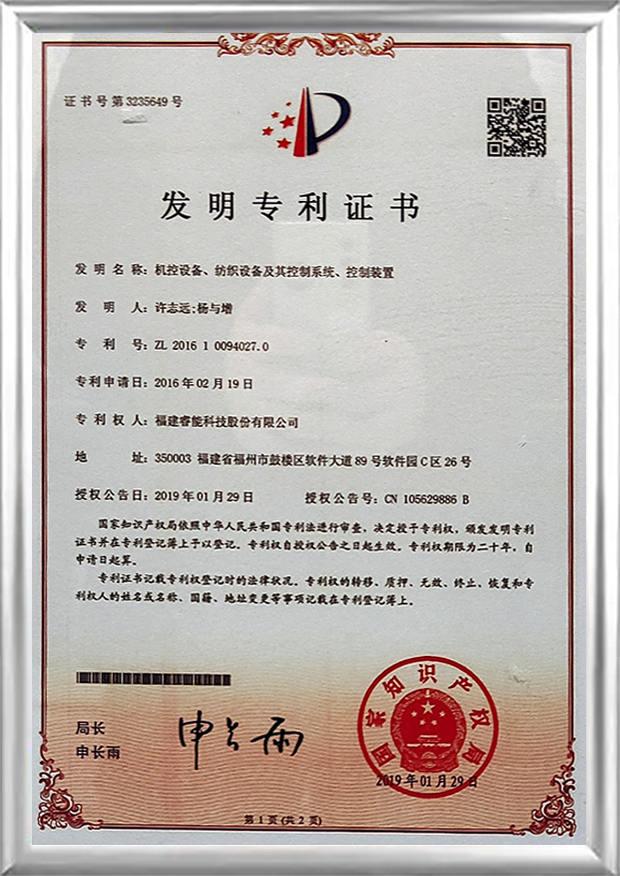 证书号第3235649号
发明专利证书
发明名称：机控设备、纺织设备及其控制系统、控制装置
发明人：许志远;杨与增
专利号：ZL 2016 1 0094027.0
专利申请日：2016年02月19日
专利权人：福建睿能科技股份有限公司
地址：350003 福建省福州市鼓楼区软件大道89号软件园C区26号
授权公告日：2019年01月29日 授权公告号：CN 105629886 B
国家知识产权局依照中华人民共和国专利法进行审查，决定授予专利权，颁发发明专利
证书并在专利登记簿上予以登记。专利权自授权公告之日起生效。专利权期限为二十年，自
申请日起算。
专利证书记载专利权登记时的法律状况。专利权的转移、质押、无效、终止、恢复和专
利权人的姓名或名称、国籍、地址变更等事项记载在专利登记簿上。
局长
申长雨
申长雨
国家知识产权局
2019年01月29日
第1页(共2页)